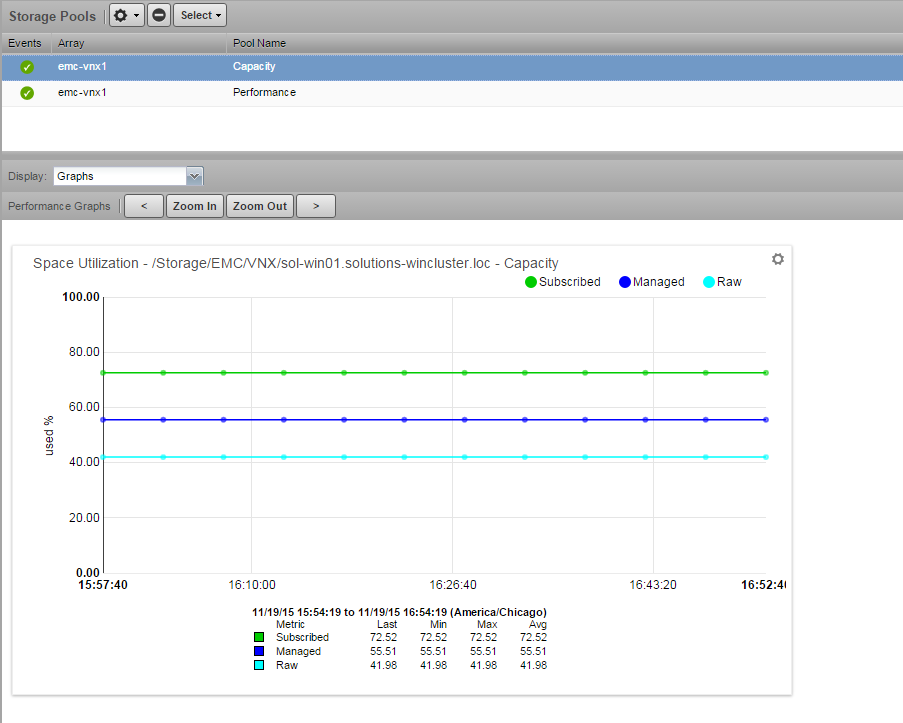 Storage Pools Select
Events Array Pool Name
emc-vnx1 Capacity
emc-vnx1 Performance
Display: Graphs
Performance Graphs < Zoom In Zoom Out >
Space Utilization - /Storage/EMC/VNX/sol-win01.solutions-wincluster.loc - Capacity
Subscribed Managed Raw
100.00
80.00
60.00
40.00
20.00
0.00
used %
15:57:40 16:10:00 16:26:40 16:43:20 16:52:40
11/19/15 15:54:19 to 11/19/15 16:54:19 (America/Chicago)
Metric Last Min Max Avg
Subscribed 72.52 72.52 72.52 72.52
Managed 55.51 55.51 55.51 55.51
Raw 41.98 41.98 41.98 41.98